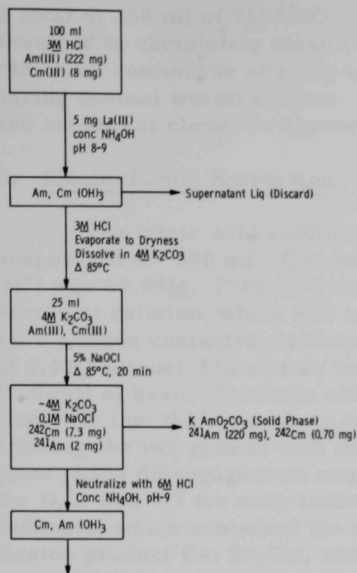 100 ml
3M HCl
Am(III) (222 mg)
Cm(III) (8 mg)
5 mg La(III)
conc NH4OH
pH 8-9
Am, Cm (OH)3
Supernatant Liq (Discard)
3M HCl
Evaporate to Dryness
Dissolve in 4M K2CO3
Δ 85°C
25 ml
4M K2CO3
Am(III), Cm(III)
5% NaOCl
Δ 85°C, 20 min
~4M K2CO3
0.1M NaOCl
242Cm (7.3 mg)
241Am (2 mg)
K AmO2CO3 (Solid Phase)
241Am (220 mg), 242Cm (0.70 mg)
Neutralize with 6M HCl
Conc NH4OH, pH-9
Cm, Am (OH)3